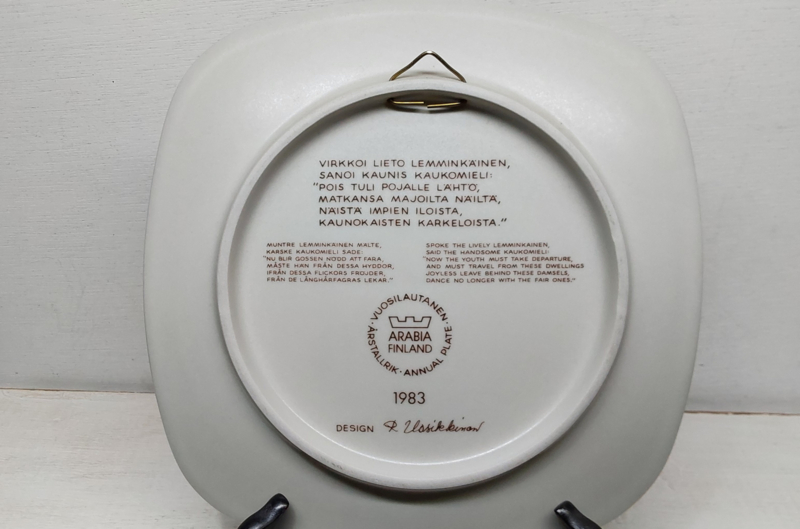 VIRKKOI LIETO LEMMINKÄINEN,
SANOI KAUNIS KAUKOMIELI:
"POIS TULI POJALLE LÄHTÖ,
MATKANSA MAJOILTA NÄILTÄ,
NÄISTÄ IMPIEN ILOISTA,
KAUNOKAISTEN KARKELOISTA."
MUNTRE LEMMINKÄINEN MÄLTE,
KARSKE KAUKOMIELI SADE:
"NU BLIR GOSSEN NÖDD ATT FARA,
MÅSTE HAN FRÅN DESSA HYDDOR,
IFRÅN DESSA FLICKORS FRÖJDER,
FRÅN DE LÅNGHÅRFAGRAS LEKAR."
SPOKE THE LIVELY LEMMINKÄINEN,
SAID THE HANDSOME KAUKOMIELI:
"NOW THE YOUTH MUST TAKE DEPARTURE,
AND MUST TRAVEL FROM THESE DWELLINGS
JOYLESS LEAVE BEHIND THESE DAMSELS,
DANCE NO LONGER WITH THE FAIR ONES."
·VUOSILAUTANEN·
ARABIA
FINLAND
ÅRSTALLRIK·ANNUAL PLATE
1983
DESIGN R. Uosikkinen